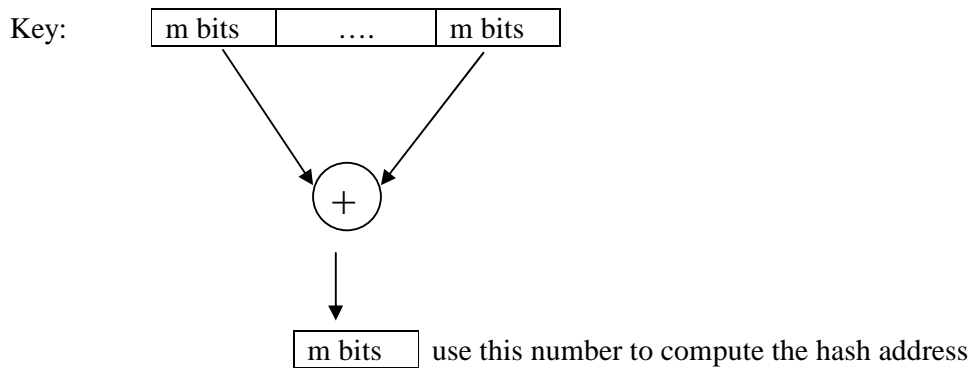 Key: m bits .... m bits
+
m bits use this number to compute the hash address